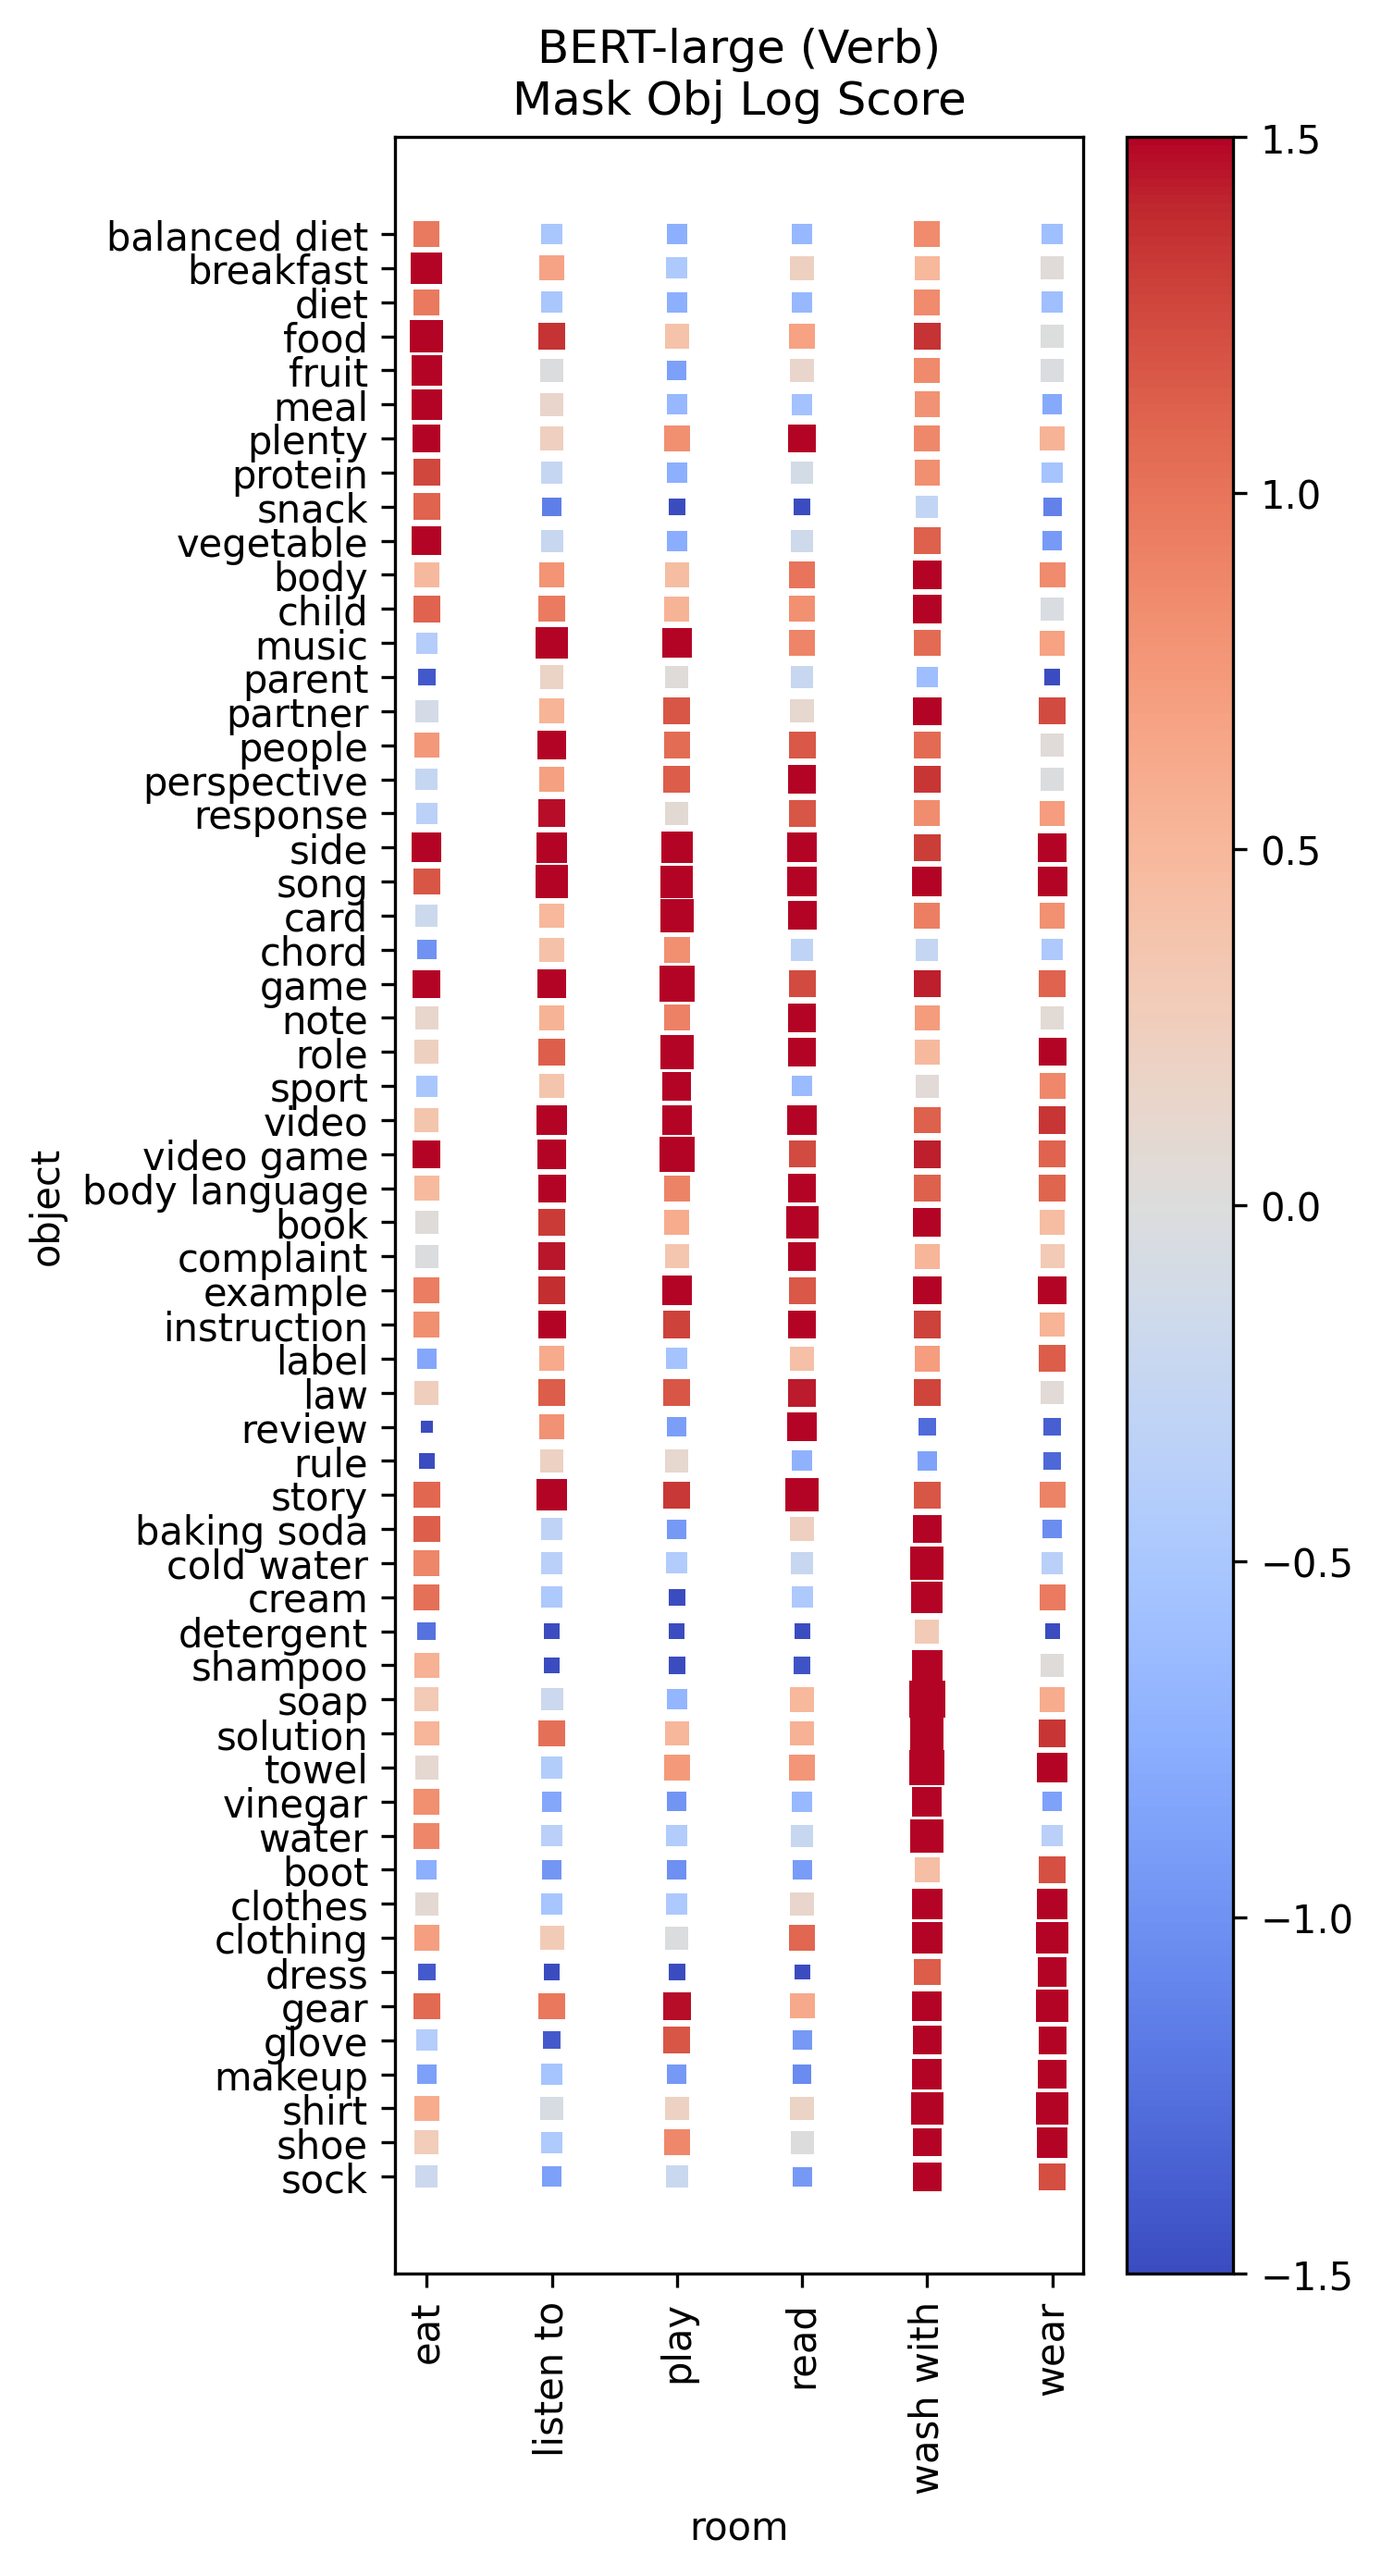 BERT-large (Verb)
Mask Obj Log Score
balanced diet
breakfast
diet
food
fruit
meal
plenty
protein
snack
vegetable
body
child
music
parent
partner
people
perspective
response
side
song
card
chord
game
note
role
sport
video
video game
body language
book
complaint
example
instruction
label
law
review
rule
story
baking soda
cold water
cream
detergent
shampoo
soap
solution
towel
vinegar
water
boot
clothes
clothing
dress
gear
glove
makeup
shirt
shoe
sock
object
eat
listen to
play
read
wash with
wear
room
1.5
1.0
0.5
0.0
−0.5
−1.0
−1.5